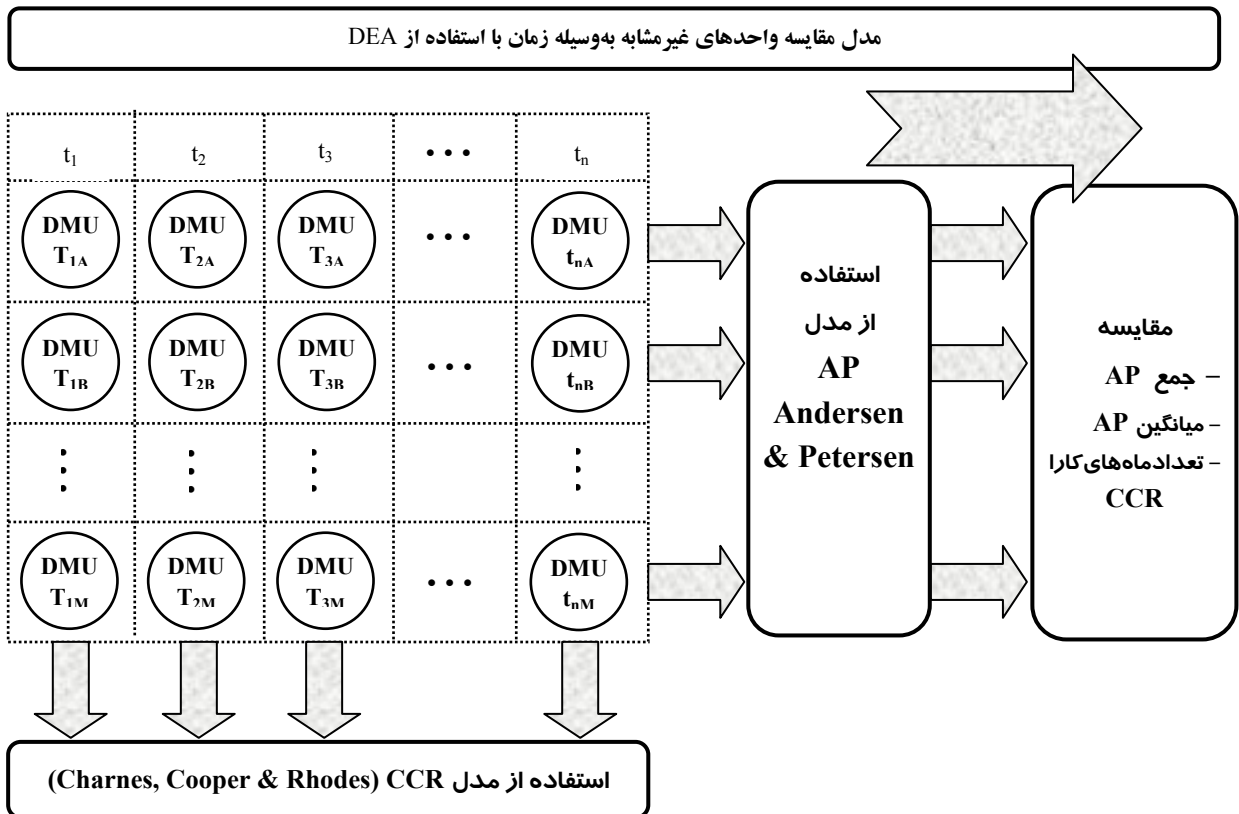 مدل مقایسه واحدهای غیرمشابه به‌وسیله زمان با استفاده از DEA
t₁ t₂ t₃ • • • tₙ
DMU DMU DMU DMU
T₁A T₂A T₃A • • • tₙA
DMU DMU DMU DMU
T₁B T₂B T₃B • • • tₙB
DMU DMU DMU DMU
T₁M T₂M T₃M • • • tₙM
استفاده
از مدل
AP
Andersen
& Petersen
مقایسه
– جمع AP
– میانگین AP
– تعداد ماه‌های کارا
CCR
استفاده از مدل CCR (Charnes, Cooper & Rhodes)